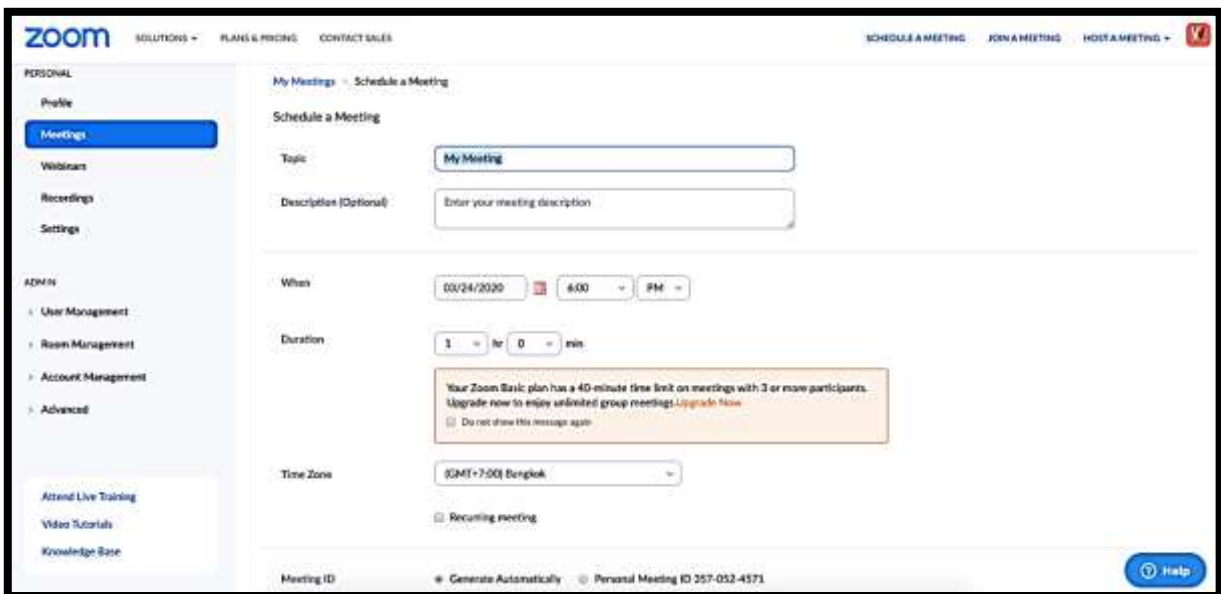 zoom SOLUTIONS PLANS & PRICING CONTACT SALES SCHEDULE A MEETING JOIN A MEETING HOST A MEETING
PERSONAL
Profile
Meetings
Webinars
Recordings
Settings
ADMIN
User Management
Room Management
Account Management
Advanced
Attend Live Training
Video Tutorials
Knowledge Base
My Meetings > Schedule a Meeting
Schedule a Meeting
Topic My Meeting
Description (Optional) Enter your meeting description
When 03/24/2020 6:00 PM
Duration 1 hr 0 min
Your Zoom Basic plan has a 40-minute time limit on meetings with 3 or more participants.
Upgrade now to enjoy unlimited group meetings. Upgrade Now
Do not show this message again
Time Zone (GMT+7:00) Bangkok
Recurring meeting
Meeting ID Generate Automatically Personal Meeting ID 357-052-4571
Help